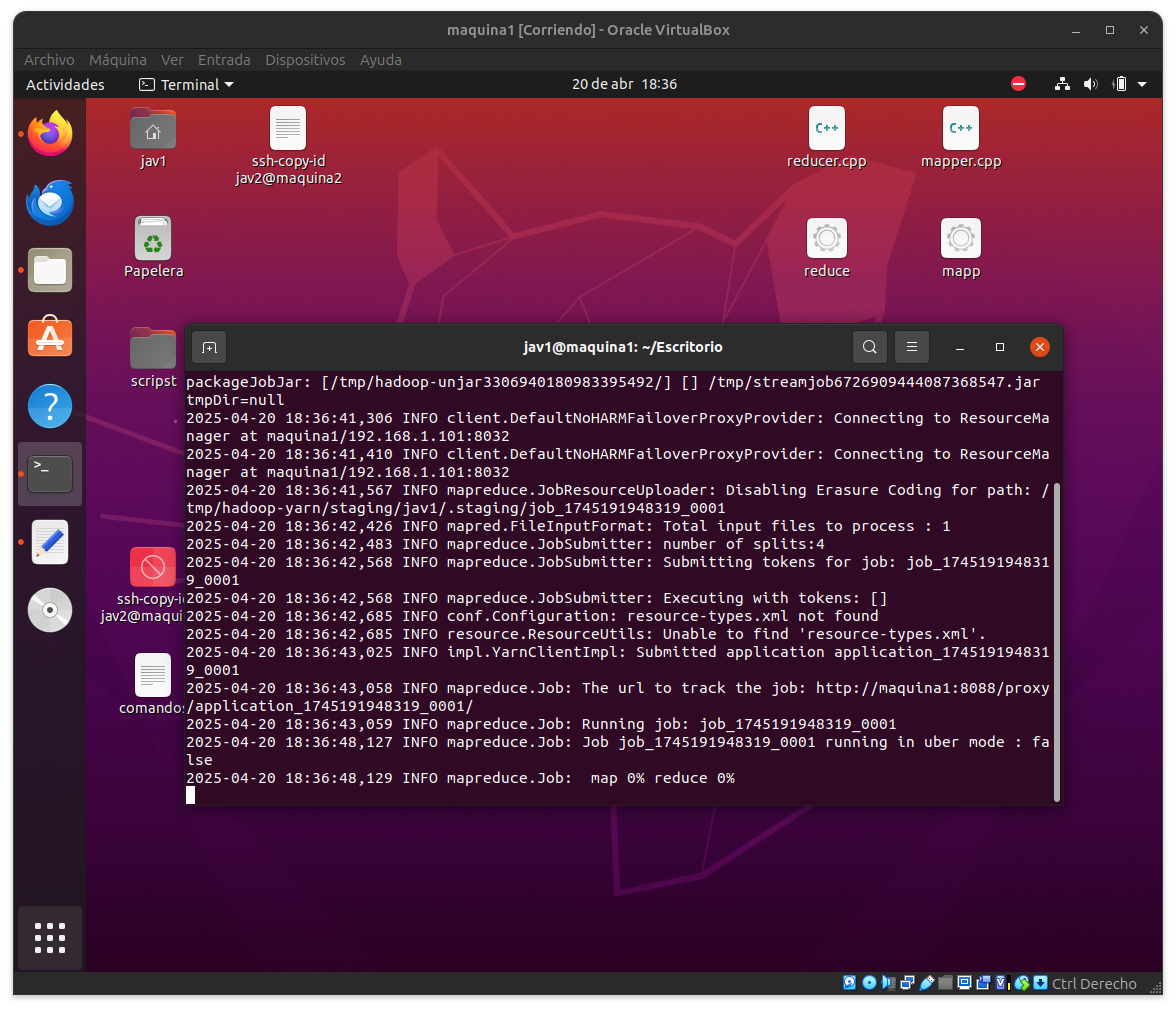 maquina1 [Corriendo] - Oracle VirtualBox
Archivo Máquina Ver Entrada Dispositivos Ayuda
Actividades Terminal 20 de abr 18:36
jav1
ssh-copy-id
jav2@maquina2
reducer.cpp
mapper.cpp
C++
C++
Papelera
reduce
mapp
scripst
ssh-copy-i
jav2@maqui
comandos
jav1@maquina1: ~/Escritorio
packageJobJar: [/tmp/hadoop-unjar3306940180983395492/] [] /tmp/streamjob6726909444087368547.jar
tmpDir=null
2025-04-20 18:36:41,306 INFO client.DefaultNoHARMFailoverProxyProvider: Connecting to ResourceMa
nager at maquina1/192.168.1.101:8032
2025-04-20 18:36:41,410 INFO client.DefaultNoHARMFailoverProxyProvider: Connecting to ResourceMa
nager at maquina1/192.168.1.101:8032
2025-04-20 18:36:41,567 INFO mapreduce.JobResourceUploader: Disabling Erasure Coding for path: /
tmp/hadoop-yarn/staging/jav1/.staging/job_1745191948319_0001
2025-04-20 18:36:42,426 INFO mapred.FileInputFormat: Total input files to process : 1
2025-04-20 18:36:42,483 INFO mapreduce.JobSubmitter: number of splits:4
2025-04-20 18:36:42,568 INFO mapreduce.JobSubmitter: Submitting tokens for job: job_174519194831
9_0001
2025-04-20 18:36:42,568 INFO mapreduce.JobSubmitter: Executing with tokens: []
2025-04-20 18:36:42,685 INFO conf.Configuration: resource-types.xml not found
2025-04-20 18:36:42,685 INFO resource.ResourceUtils: Unable to find 'resource-types.xml'.
2025-04-20 18:36:43,025 INFO impl.YarnClientImpl: Submitted application application_174519194831
9_0001
2025-04-20 18:36:43,058 INFO mapreduce.Job: The url to track the job: http://maquina1:8088/proxy
/application_1745191948319_0001/
2025-04-20 18:36:43,059 INFO mapreduce.Job: Running job: job_1745191948319_0001
2025-04-20 18:36:48,127 INFO mapreduce.Job: Job job_1745191948319_0001 running in uber mode : fa
lse
2025-04-20 18:36:48,129 INFO mapreduce.Job:  map 0% reduce 0%
Ctrl Derecho